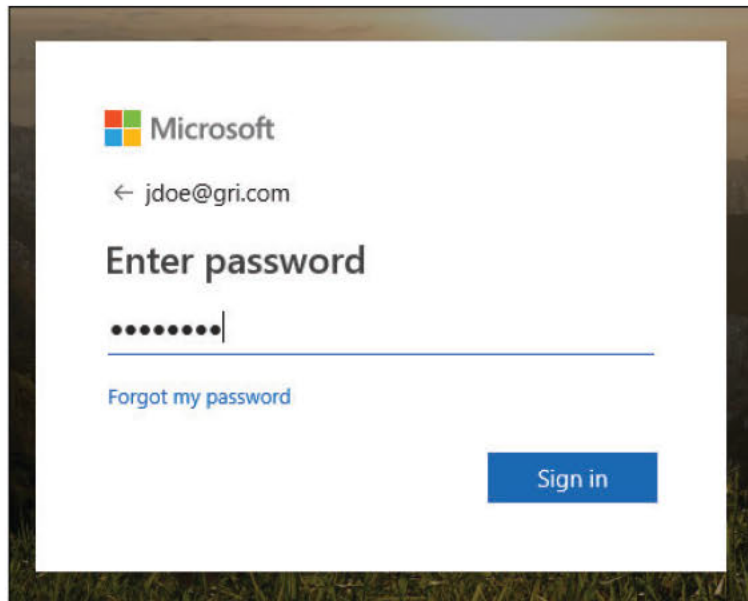 Microsoft
← jdoe@gri.com
Enter password
••••••••
Forgot my password
Sign in